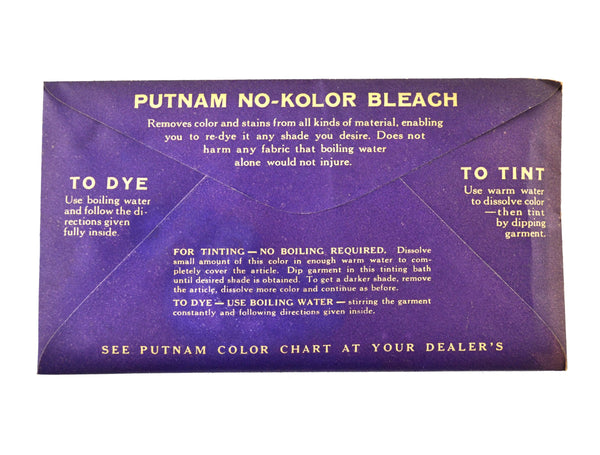 PUTNAM NO-KOLOR BLEACH
Removes color and stains from all kinds of material, enabling
you to re-dye it any shade you desire. Does not
harm any fabric that boiling water
alone would not injure.
TO DYE
Use boiling water
and follow the di-
rections given
fully inside.
TO TINT
Use warm water
to dissolve color
—then tint
by dipping
garment.
FOR TINTING — NO BOILING REQUIRED. Dissolve
small amount of this color in enough warm water to com-
pletely cover the article. Dip garment in this tinting bath
until desired shade is obtained. To get a darker shade, remove
the article, dissolve more color and continue as before.
TO DYE — USE BOILING WATER — stirring the garment
constantly and following directions given inside.
SEE PUTNAM COLOR CHART AT YOUR DEALER'S